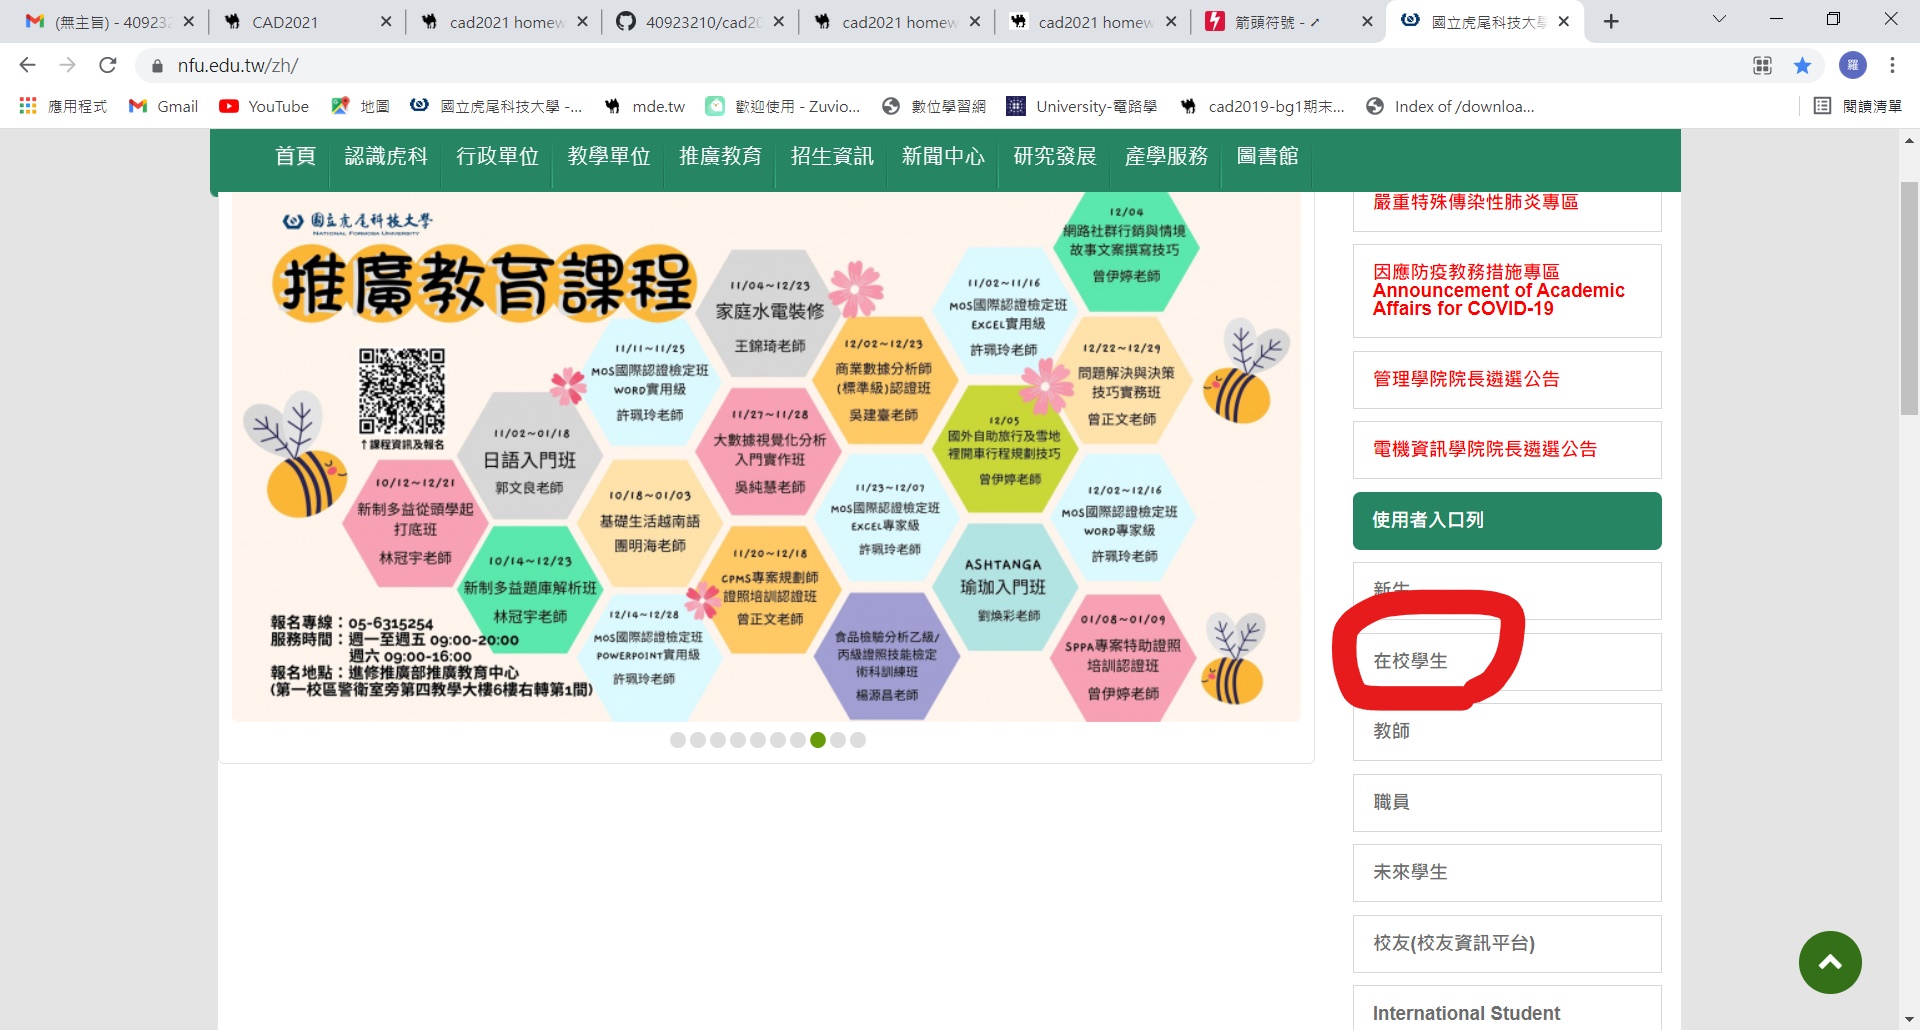 (無主旨) - 40923
CAD2021
cad2021 homew
40923210/cad20
cad2021 homew
cad2021 homew
箭頭符號 - ➚
國立虎尾科技大學
nfu.edu.tw/zh/
羅
應用程式
Gmail
YouTube
地圖
國立虎尾科技大學 -...
mde.tw
歡迎使用 - Zuvio...
數位學習網
University-電路學
cad2019-bg1期末...
Index of /downloa...
閱讀清單
首頁
認識虎科
行政單位
教學單位
推廣教育
招生資訊
新聞中心
研究發展
產學服務
圖書館
國立虎尾科技大學
NATIONAL FORMOSA UNIVERSITY
推廣教育課程
↑課程資訊及報名
12/04
網路社群行銷與情境
故事文案撰寫技巧
曾伊婷老師
11/04~12/23
家庭水電裝修
王錦琦老師
11/02~11/16
MOS國際認證檢定班
EXCEL實用級
許珮玲老師
11/11~11/25
MOS國際認證檢定班
WORD實用級
許珮玲老師
12/02~12/23
商業數據分析師
(標準級)認證班
吳建臺老師
12/22~12/29
問題解決與決策
技巧實務班
曾正文老師
11/02~01/18
日語入門班
郭文良老師
11/27~11/28
大數據視覺化分析
入門實作班
吳純慧老師
12/05
國外自助旅行及雪地
裡開車行程規劃技巧
曾伊婷老師
10/12~12/21
新制多益從頭學起
打底班
林冠宇老師
10/18~01/03
基礎生活越南語
團明海老師
11/23~12/07
MOS國際認證檢定班
EXCEL專家級
許珮玲老師
12/02~12/16
MOS國際認證檢定班
WORD專家級
許珮玲老師
10/14~12/23
新制多益題庫解析班
林冠宇老師
11/20~12/18
CPMS專案規劃師
證照培訓認證班
曾正文老師
ASHTANGA
瑜珈入門班
劉煥彩老師
12/14~12/28
MOS國際認證檢定班
POWERPOINT實用級
許珮玲老師
食品檢驗分析乙級/
丙級證照技能檢定
術科訓練班
楊源昌老師
01/08~01/09
SPPA專案特助證照
培訓認證班
曾伊婷老師
報名專線：05-6315254
服務時間：週一至週五 09:00-20:00
週六 09:00-16:00
報名地點：進修推廣部推廣教育中心
(第一校區警衛室旁第四教學大樓6樓右轉第1間)
嚴重特殊傳染性肺炎專區
因應防疫教務措施專區
Announcement of Academic
Affairs for COVID-19
管理學院院長遴選公告
電機資訊學院院長遴選公告
使用者入口列
新生
在校學生
教師
職員
未來學生
校友(校友資訊平台)
International Student